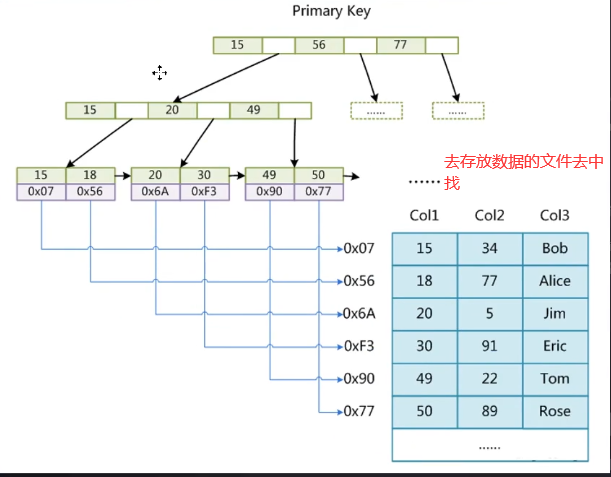 Primary Key
15 56 77
15 20 49 ...... ......
15 18 20 30 49 50
0x07 0x56 0x6A 0xF3 0x90 0x77
...... 去存放数据的文件去中
找
Col1 Col2 Col3
0x07 15 34 Bob
0x56 18 77 Alice
0x6A 20 5 Jim
0xF3 30 91 Eric
0x90 49 22 Tom
0x77 50 89 Rose
......